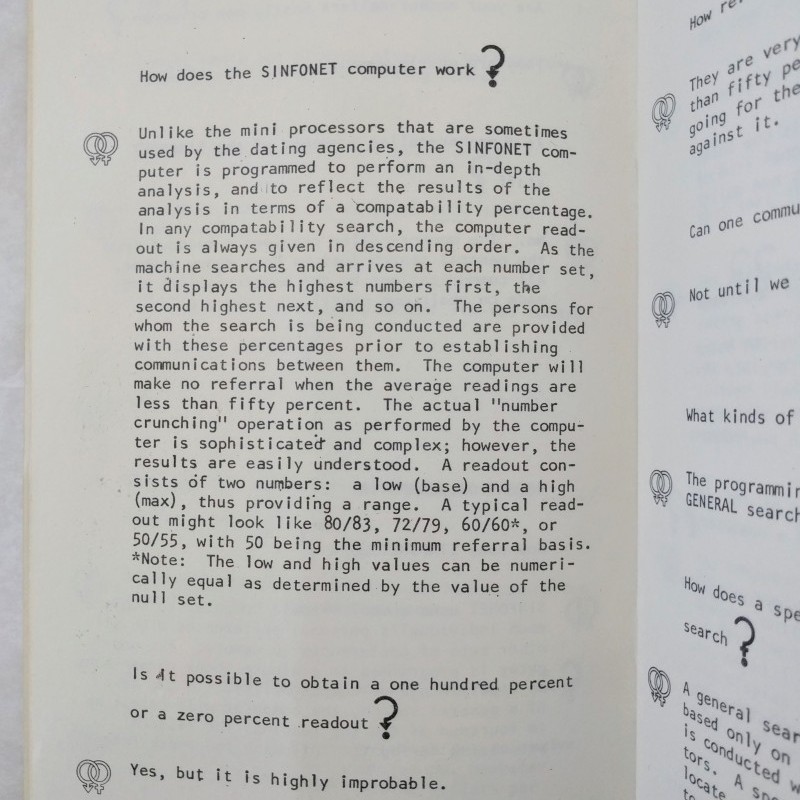 How does the SINFONET computer work?
Unlike the mini processors that are sometimes
used by the dating agencies, the SINFONET com-
puter is programmed to perform an in-depth
analysis, and to reflect the results of the
analysis in terms of a compatability percentage.
In any compatability search, the computer read-
out is always given in descending order. As the
machine searches and arrives at each number set,
it displays the highest numbers first, the
second highest next, and so on. The persons for
whom the search is being conducted are provided
with these percentages prior to establishing
communications between them. The computer will
make no referral when the average readings are
less than fifty percent. The actual "number
crunching" operation as performed by the compu-
ter is sophisticated and complex; however, the
results are easily understood. A readout con-
sists of two numbers: a low (base) and a high
(max), thus providing a range. A typical read-
out might look like 80/83, 72/79, 60/60*, or
50/55, with 50 being the minimum referral basis.
*Note: The low and high values can be numeri-
cally equal as determined by the value of the
null set.
Is it possible to obtain a one hundred percent
or a zero percent readout?
Yes, but it is highly improbable.
How
They are very
than fifty
going for the
against it.
Can one
Not until we
What kinds of
The
GENERAL search
How does a
search?
A general
based only on
is conducted
tors. A
locate